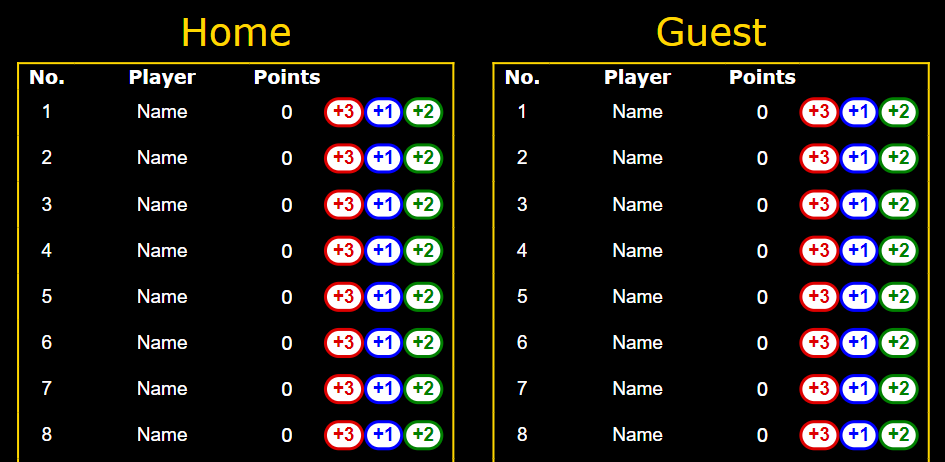 Home
No. Player Points
1 Name 0 +3 +1 +2
2 Name 0 +3 +1 +2
3 Name 0 +3 +1 +2
4 Name 0 +3 +1 +2
5 Name 0 +3 +1 +2
6 Name 0 +3 +1 +2
7 Name 0 +3 +1 +2
8 Name 0 +3 +1 +2
Guest
No. Player Points
1 Name 0 +3 +1 +2
2 Name 0 +3 +1 +2
3 Name 0 +3 +1 +2
4 Name 0 +3 +1 +2
5 Name 0 +3 +1 +2
6 Name 0 +3 +1 +2
7 Name 0 +3 +1 +2
8 Name 0 +3 +1 +2